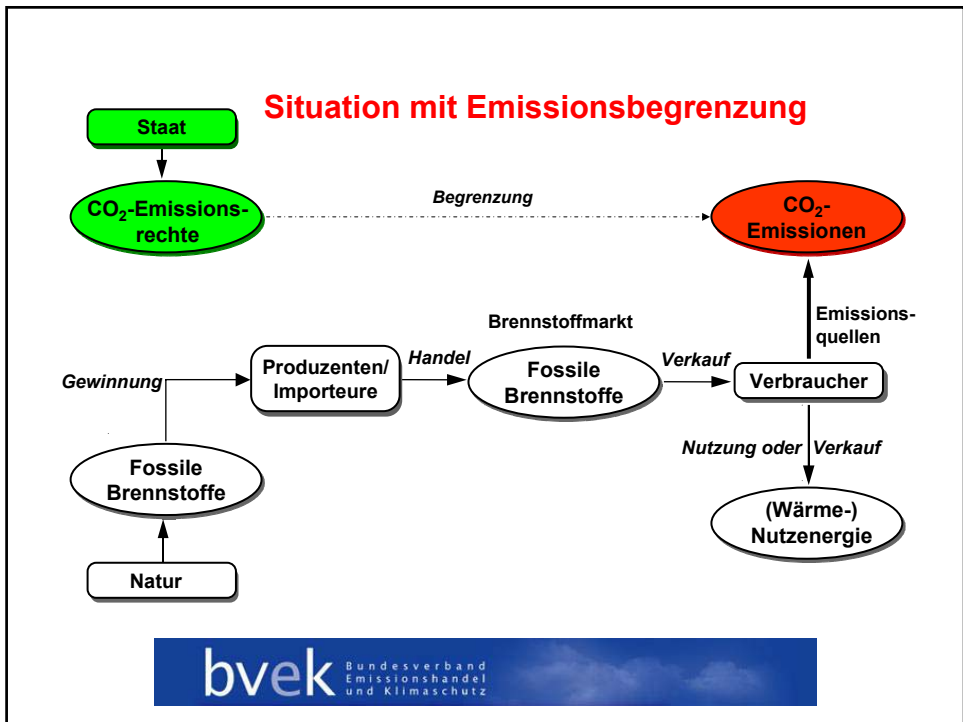 Situation mit Emissionsbegrenzung
Staat
CO₂-Emissions-
rechte
Begrenzung
CO₂-
Emissionen
Emissions-
quellen
Brennstoffmarkt
Gewinnung
Produzenten/
Importeure
Handel
Fossile
Brennstoffe
Verkauf
Verbraucher
Nutzung oder Verkauf
Fossile
Brennstoffe
(Wärme-)
Nutzenergie
Natur
bvek
Bundesverband
Emissionshandel
und Klimaschutz